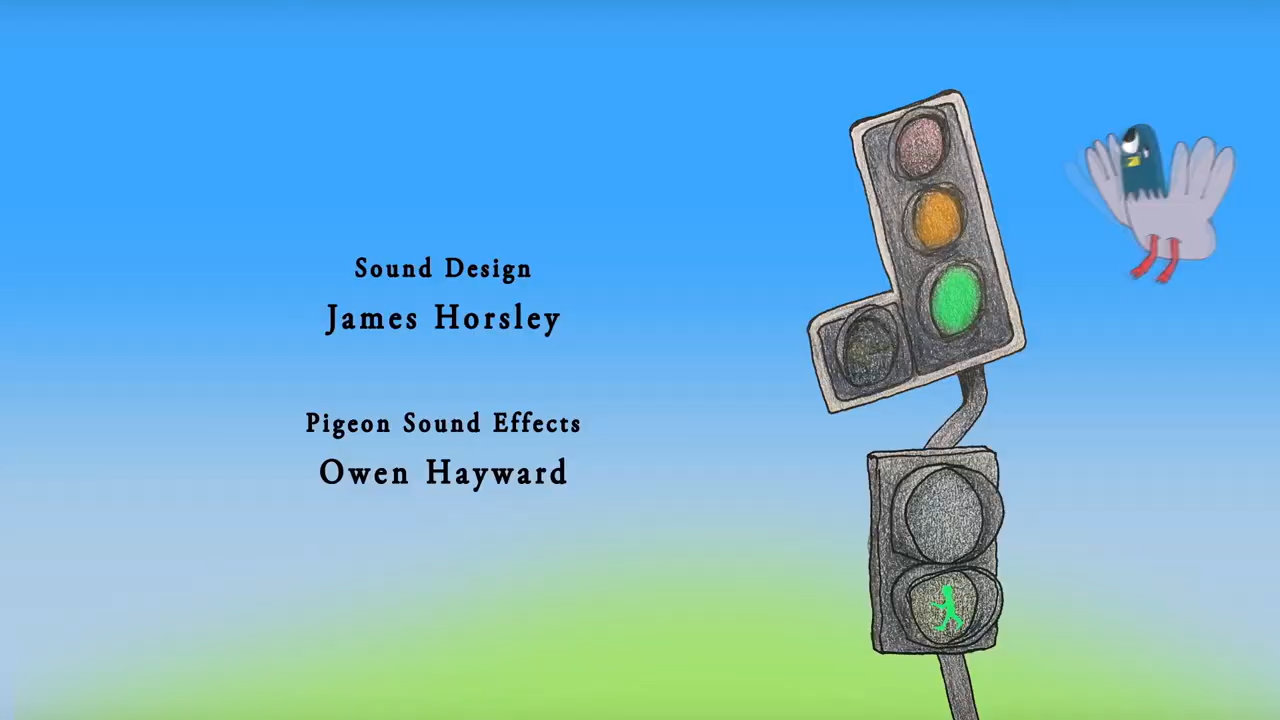 Sound Design
James Horsley
Pigeon Sound Effects
Owen Hayward